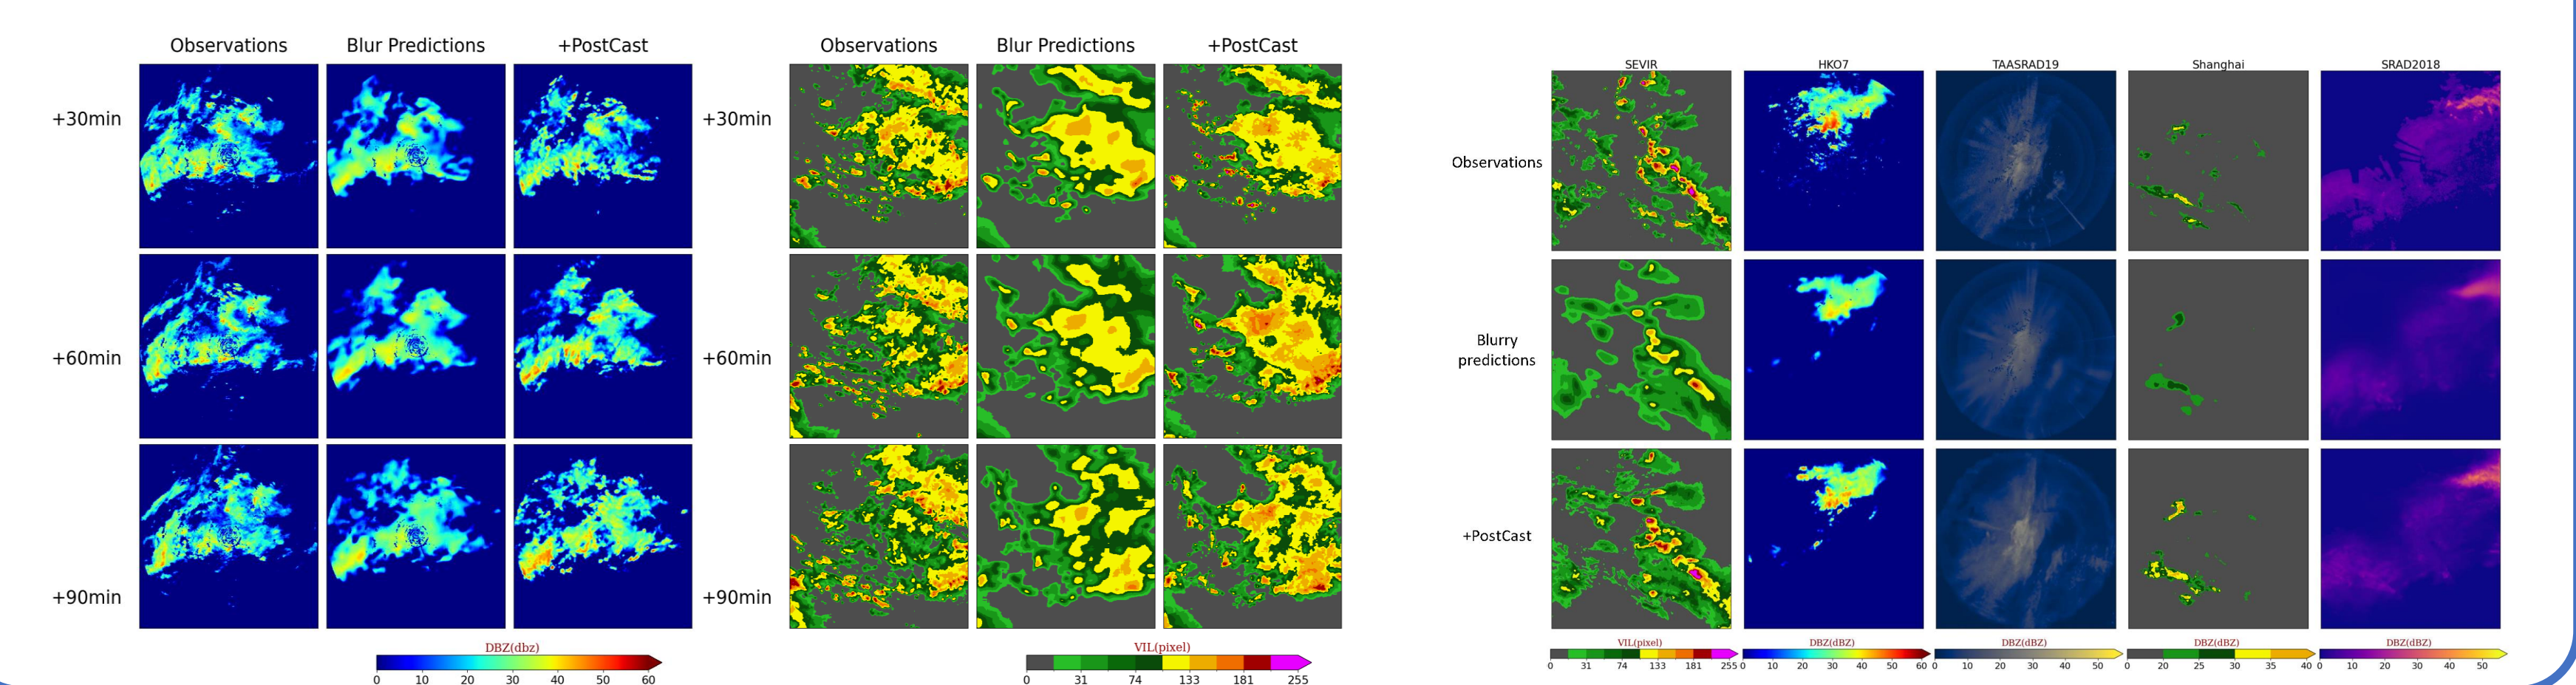 Observations Blur Predictions +PostCast
+30min
+60min
+90min
DBZ(dbz)
0 10 20 30 40 50 60
Observations Blur Predictions +PostCast
+30min
+60min
+90min
VIL(pixel)
0 31 74 133 181 255
SEVIR HKO7 TAASRAD19 Shanghai SRAD2018
Observations
Blurry
predictions
+PostCast
VIL(pixel) DBZ(dBZ) DBZ(dBZ) DBZ(dBZ) DBZ(dBZ)
0 31 74 133 181 255 0 10 20 30 40 50 60 0 10 20 30 40 50 0 20 25 30 35 40 0 10 20 30 40 50